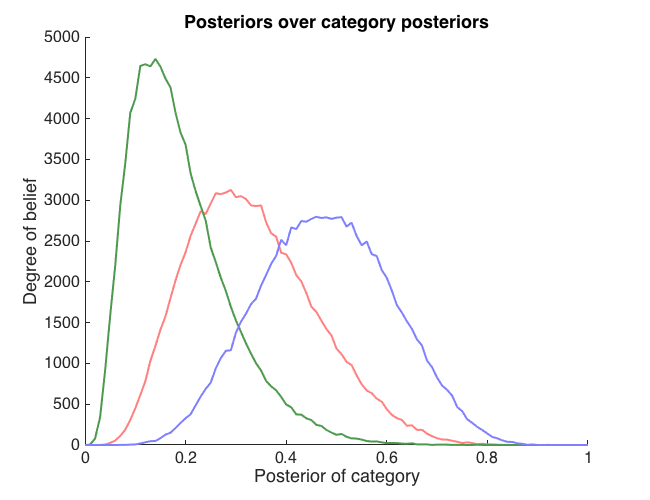 Posteriors over category posteriors
5000
4500
4000
3500
3000
2500
2000
1500
1000
500
0
Degree of belief
0 0.2 0.4 0.6 0.8 1
Posterior of category